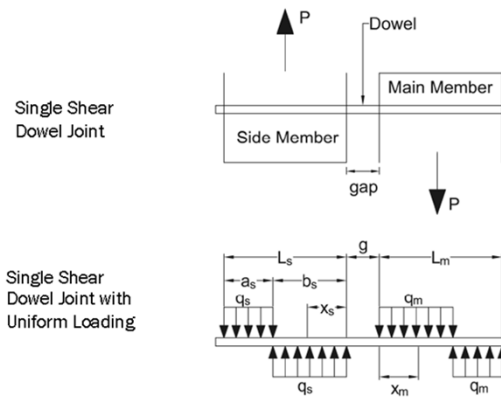 P
Dowel
Single Shear
Dowel Joint
Main Member
Side Member
gap
P
Lₛ
g
Lₘ
Single Shear
Dowel Joint with
Uniform Loading
aₛ
bₛ
qₛ
xₛ
qₘ
qₛ
xₘ
qₘ